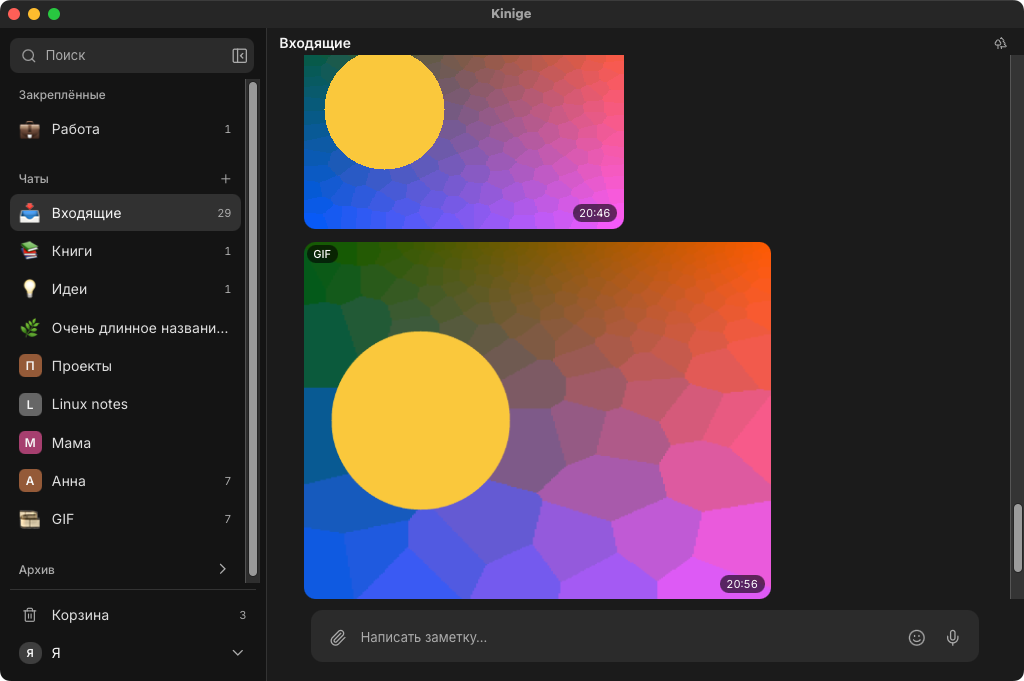 Kinige
Поиск
Входящие
Закреплённые
Работа 1
Чаты
Входящие 29
Книги 1
Идеи 1
Очень длинное названи...
П Проекты
L Linux notes
М Мама
А Анна 7
GIF 7
Архив
Корзина 3
Я Я
20:46
GIF
20:56
Написать заметку...